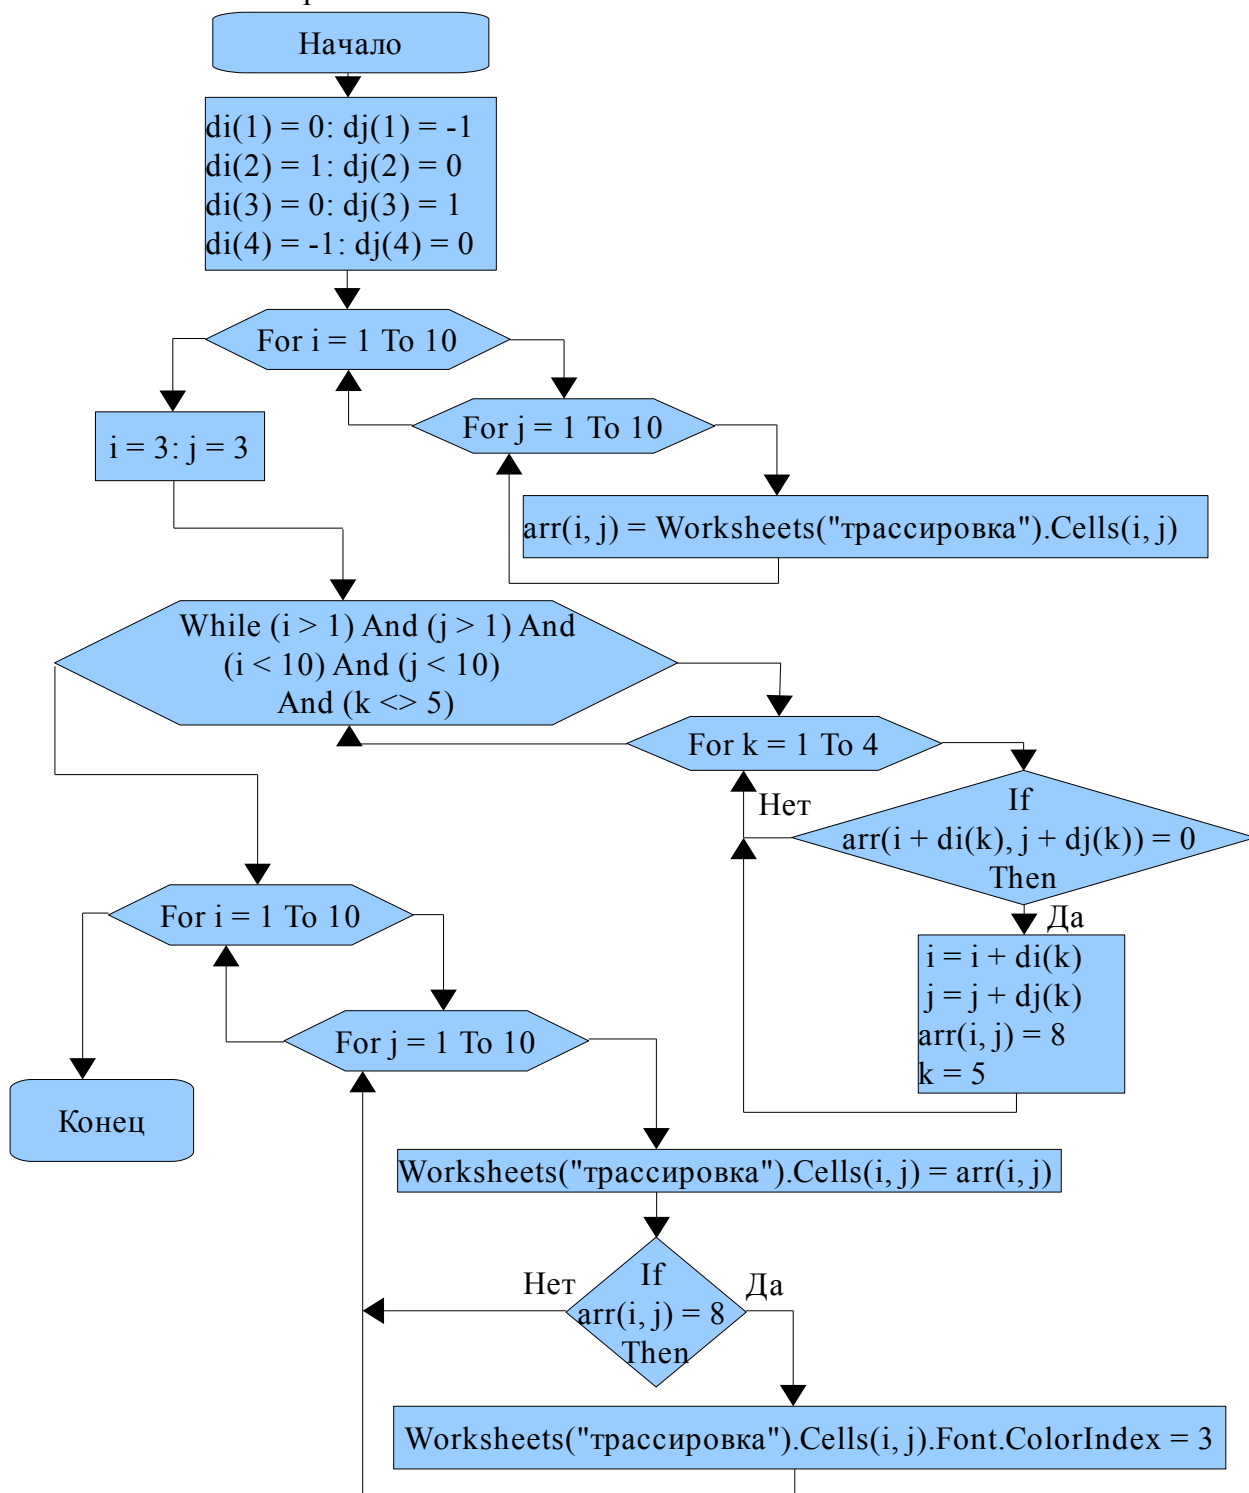 Начало
di(1) = 0: dj(1) = -1
di(2) = 1: dj(2) = 0
di(3) = 0: dj(3) = 1
di(4) = -1: dj(4) = 0
For i = 1 To 10
For j = 1 To 10
i = 3: j = 3
arr(i, j) = Worksheets("трассировка").Cells(i, j)
While (i > 1) And (j > 1) And
(i < 10) And (j < 10)
And (k <> 5)
For k = 1 To 4
Нет
If
arr(i + di(k), j + dj(k)) = 0
Then
Да
i = i + di(k)
j = j + dj(k)
arr(i, j) = 8
k = 5
For i = 1 To 10
For j = 1 To 10
Конец
Worksheets("трассировка").Cells(i, j) = arr(i, j)
Нет
If
arr(i, j) = 8
Then
Да
Worksheets("трассировка").Cells(i, j).Font.ColorIndex = 3